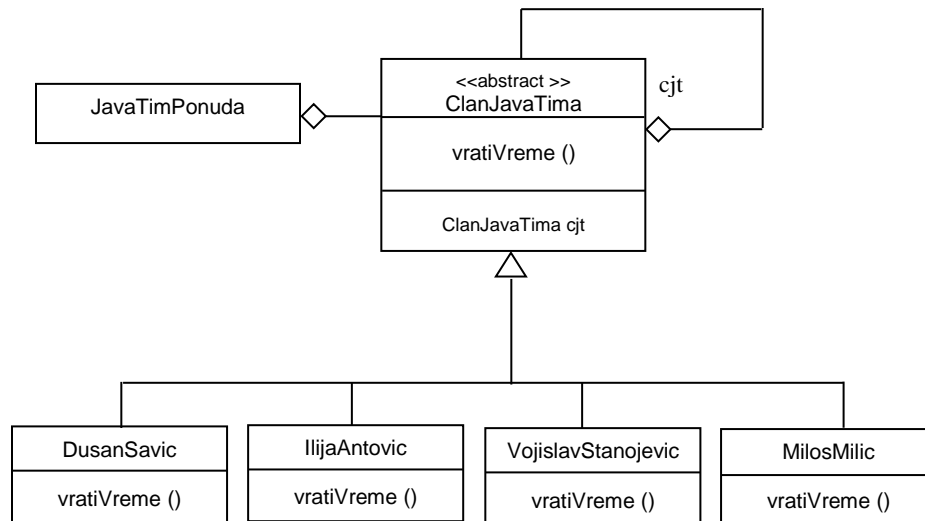 <<abstract >>
ClanJavaTima
cjt
JavaTimPonuda
vratiVreme ()
ClanJavaTima cjt
DusanSavic
IlijaAntovic
VojislavStanojevic
MilosMilic
vratiVreme ()
vratiVreme ()
vratiVreme ()
vratiVreme ()